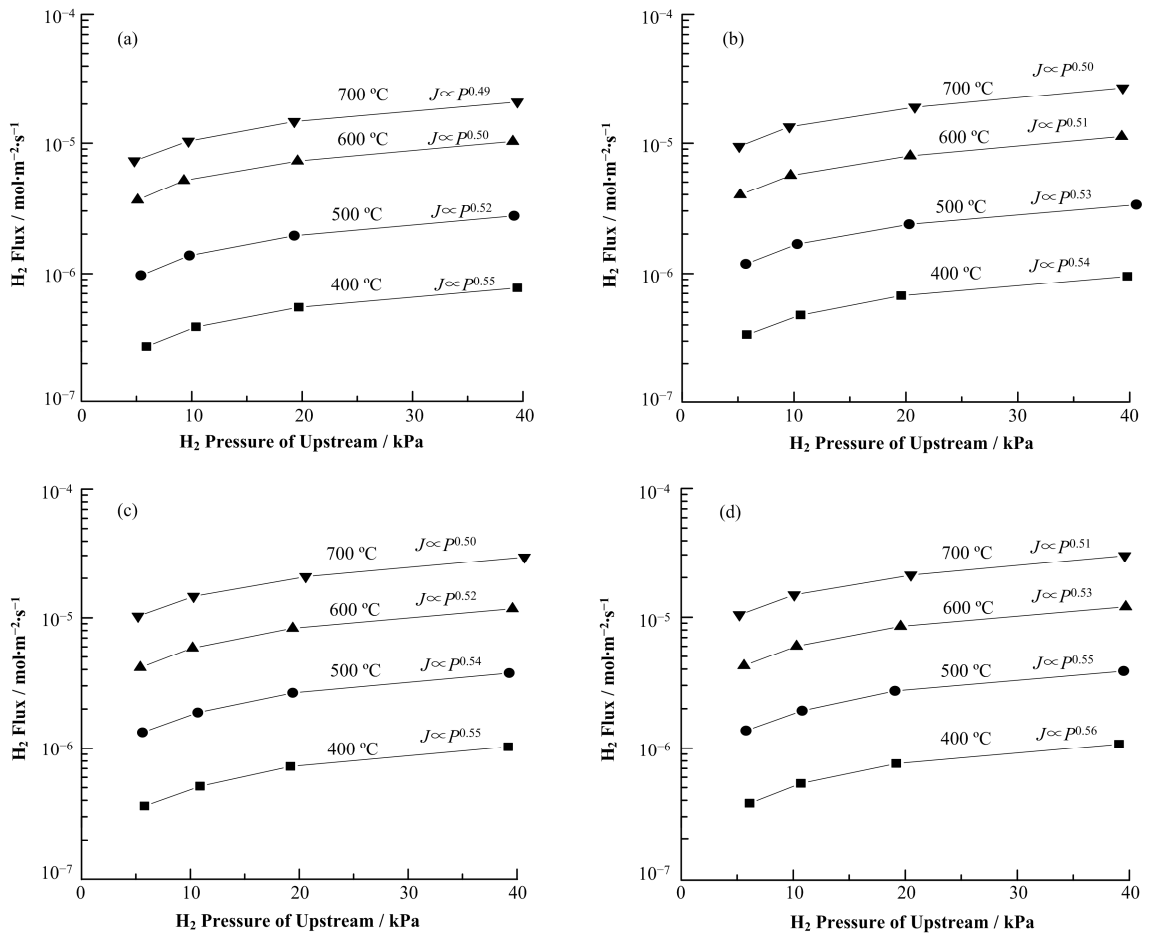 (a)
10⁻⁴
10⁻⁵
10⁻⁶
10⁻⁷
H₂ Flux / mol·m⁻²·s⁻¹
700 ºC J∝P^0.49
600 ºC J∝P^0.50
500 ºC J∝P^0.52
400 ºC J∝P^0.55
0 10 20 30 40
H₂ Pressure of Upstream / kPa
(b)
10⁻⁴
10⁻⁵
10⁻⁶
10⁻⁷
H₂ Flux / mol·m⁻²·s⁻¹
J∝P^0.50
700 ºC
J∝P^0.51
600 ºC
J∝P^0.53
500 ºC
J∝P^0.54
400 ºC
0 10 20 30 40
H₂ Pressure of Upstream / kPa
(c)
10⁻⁴
10⁻⁵
10⁻⁶
10⁻⁷
H₂ Flux / mol·m⁻²·s⁻¹
700 ºC J∝P^0.50
600 ºC J∝P^0.52
500 ºC J∝P^0.54
400 ºC J∝P^0.55
0 10 20 30 40
H₂ Pressure of Upstream / kPa
(d)
10⁻⁴
10⁻⁵
10⁻⁶
10⁻⁷
H₂ Flux / mol·m⁻²·s⁻¹
700 ºC J∝P^0.51
600 ºC J∝P^0.53
500 ºC J∝P^0.55
400 ºC J∝P^0.56
0 10 20 30 40
H₂ Pressure of Upstream / kPa